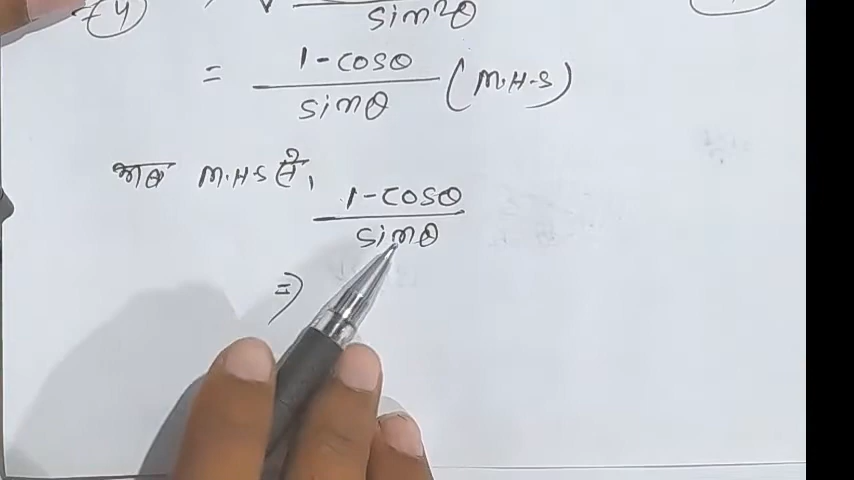 sin²θ
= 1-cosθ / sinθ (M.H.S)
अब M.H.S से,
1-cosθ / sinθ
⇒